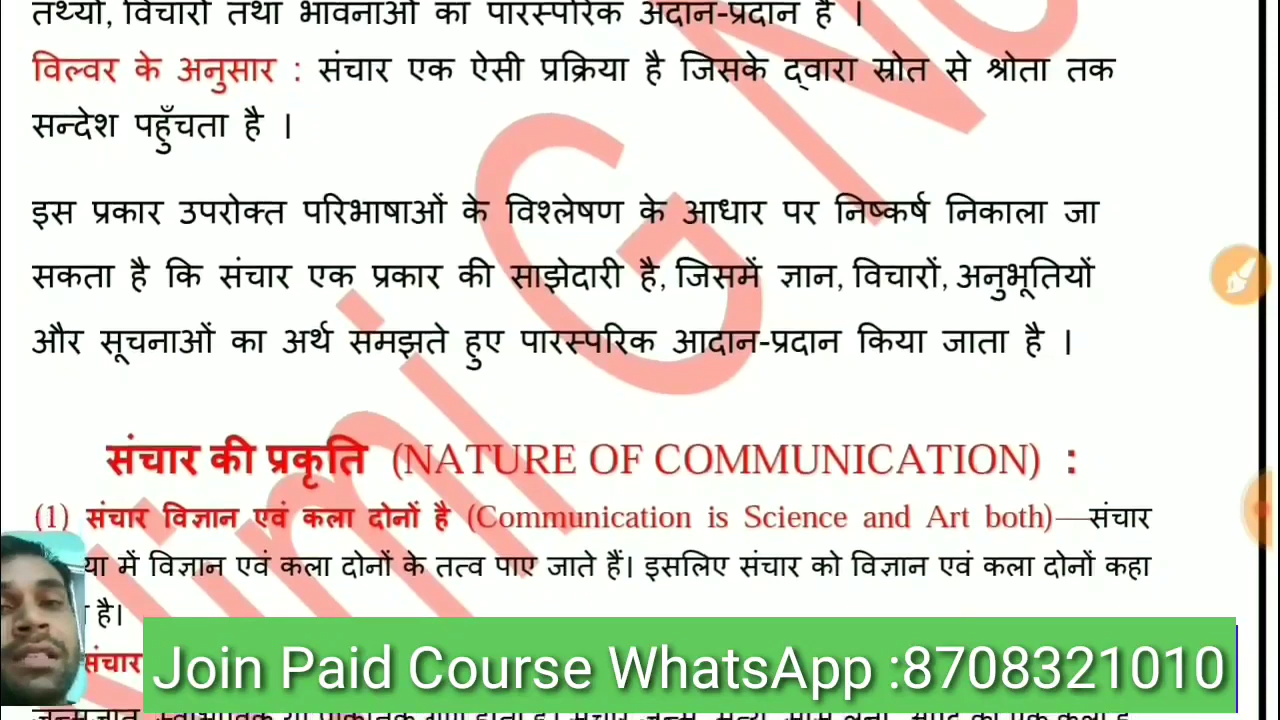 तथ्यों, विचारों तथा भावनाओं का पारस्परिक अदान-प्रदान है ।
विल्वर के अनुसार : संचार एक ऐसी प्रक्रिया है जिसके द्वारा स्रोत से श्रोता तक
सन्देश पहुँचता है ।
इस प्रकार उपरोक्त परिभाषाओं के विश्लेषण के आधार पर निष्कर्ष निकाला जा
सकता है कि संचार एक प्रकार की साझेदारी है, जिसमें ज्ञान, विचारों, अनुभूतियों
और सूचनाओं का अर्थ समझते हुए पारस्परिक आदान-प्रदान किया जाता है ।
संचार की प्रकृति (NATURE OF COMMUNICATION) :
(1) संचार विज्ञान एवं कला दोनों है (Communication is Science and Art both)—संचार
में विज्ञान एवं कला दोनों के तत्व पाए जाते हैं। इसलिए संचार को विज्ञान एवं कला दोनों कहा
है।
संचार
Join Paid Course WhatsApp :8708321010